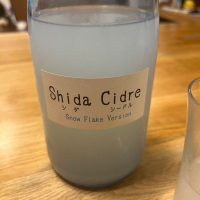 Shida Cidre
シダ シードル
Snow Flake Version